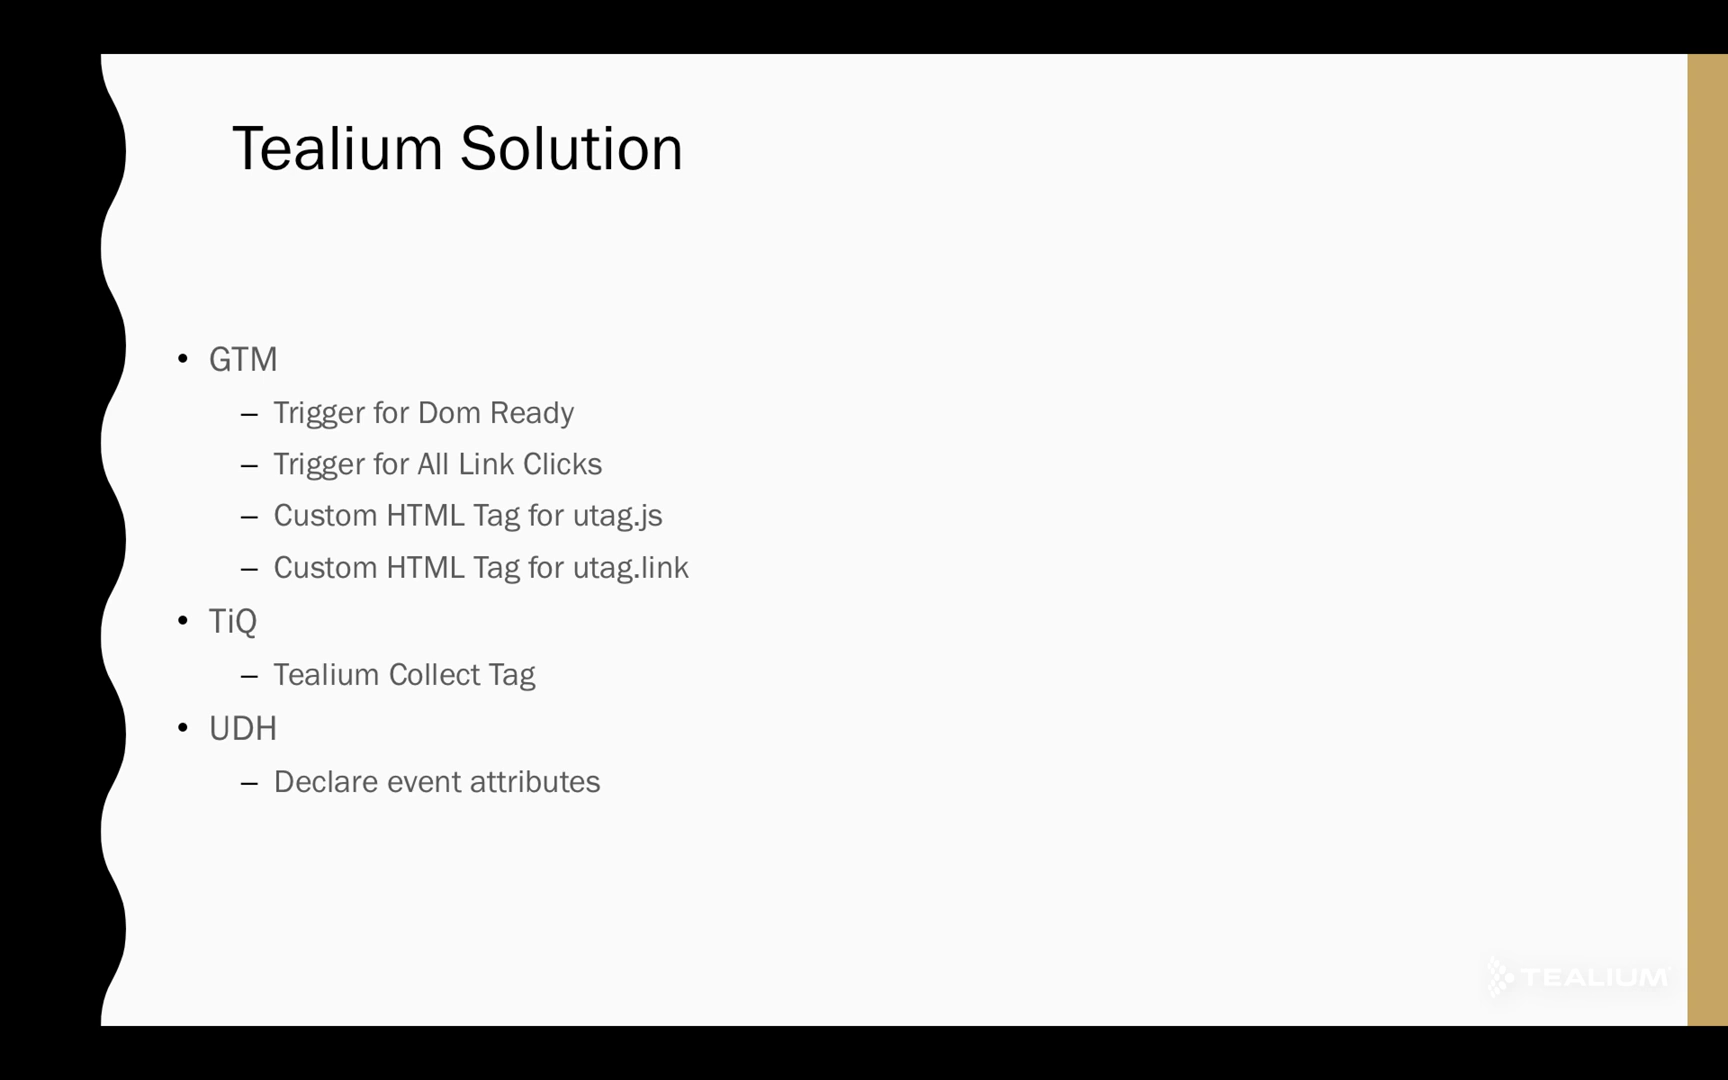 Tealium Solution
• GTM
– Trigger for Dom Ready
– Trigger for All Link Clicks
– Custom HTML Tag for utag.js
– Custom HTML Tag for utag.link
• TiQ
– Tealium Collect Tag
• UDH
– Declare event attributes
TEALIUM